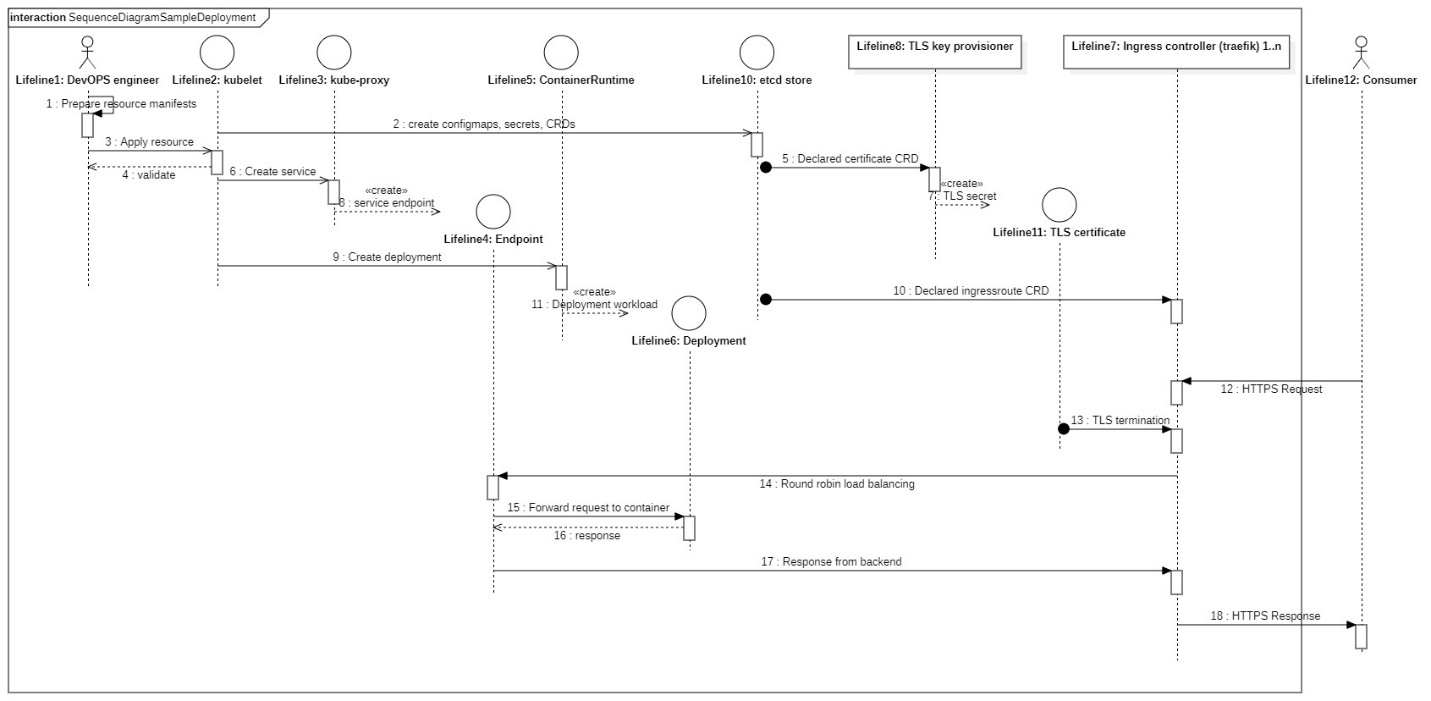 interaction SequenceDiagramSampleDeployment
Lifeline1: DevOPS engineer
Lifeline2: kubelet
Lifeline3: kube-proxy
Lifeline5: ContainerRuntime
Lifeline10: etcd store
Lifeline8: TLS key provisioner
Lifeline7: Ingress controller (traefik) 1..n
Lifeline12: Consumer
1 : Prepare resource manifests
2 : create configmaps, secrets, CRDs
3 : Apply resource
4 : validate
5 : Declared certificate CRD
6 : Create service
«create»
7 : TLS secret
«create»
8 : service endpoint
Lifeline4: Endpoint
Lifeline11: TLS certificate
9 : Create deployment
10 : Declared ingressroute CRD
«create»
11 : Deployment workload
Lifeline6: Deployment
12 : HTTPS Request
13 : TLS termination
14 : Round robin load balancing
15 : Forward request to container
16 : response
17 : Response from backend
18 : HTTPS Response